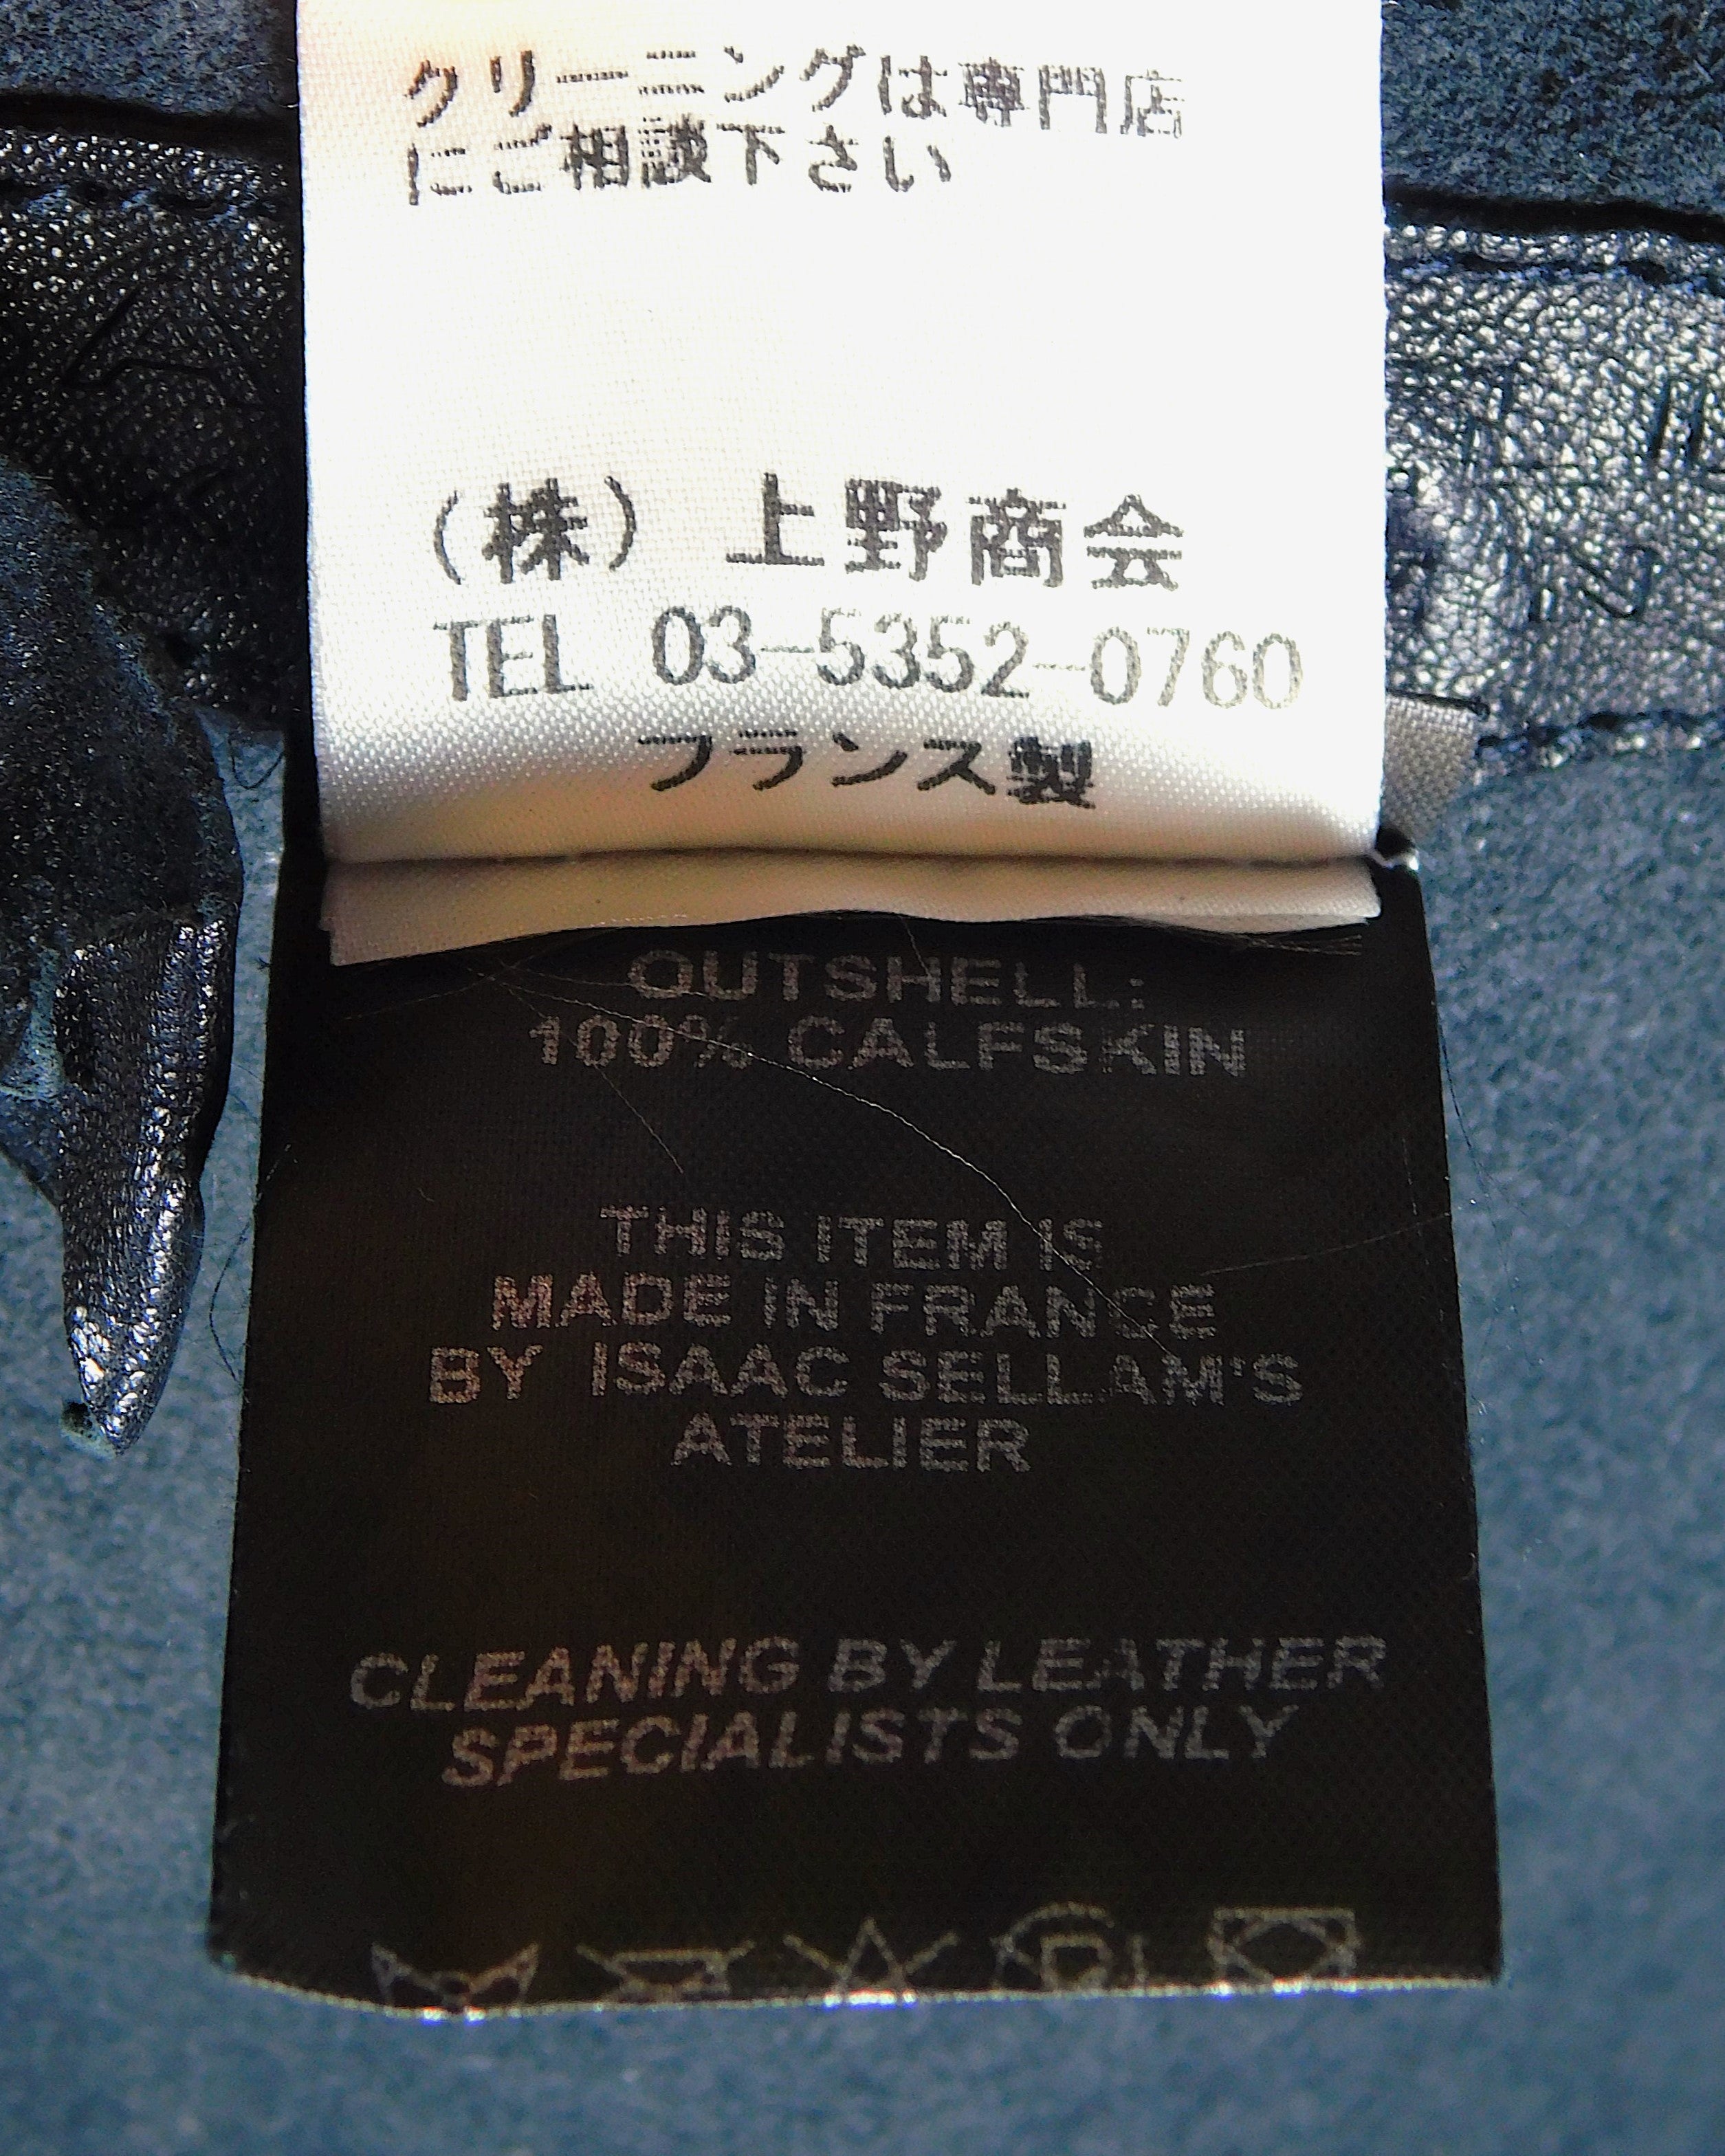 クリーニングは専門店
にご相談下さい
（株） 上野商会
TEL 03-5352-0760
フランス製
OUTSHELL:
100% CALFSKIN
THIS ITEM IS
MADE IN FRANCE
BY ISAAC SELLAM'S
ATELIER
CLEANING BY LEATHER
SPECIALISTS ONLY